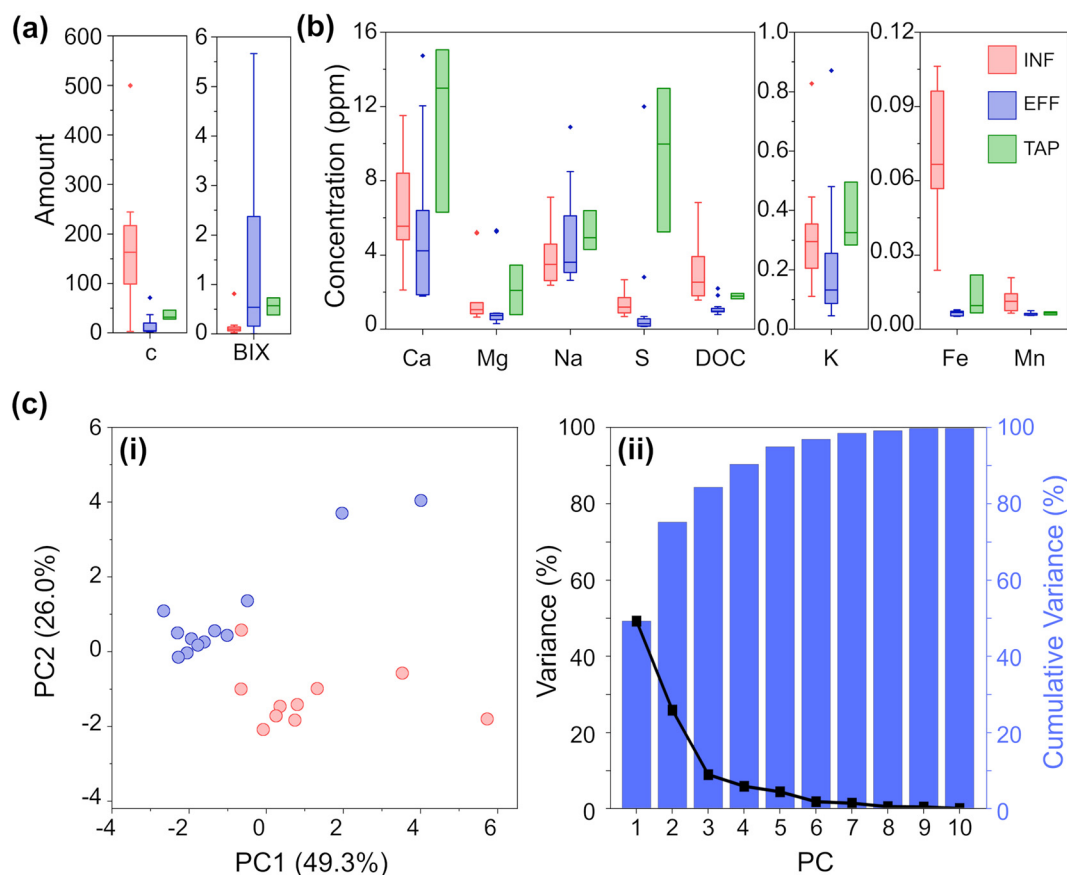 (a)
600
500
400
300
200
100
0
Amount
c
6
5
4
3
2
1
0
BIX
(b)
16
12
8
4
0
Concentration (ppm)
Ca Mg Na S DOC
1.0
0.8
0.6
0.4
0.2
0.0
K
0.12
0.09
0.06
0.03
0.00
Fe Mn
INF
EFF
TAP
(c)
(i)
6
4
2
0
-2
-4
PC2 (26.0%)
-4 -2 0 2 4 6
PC1 (49.3%)
(ii)
100
80
60
40
20
0
Variance (%)
1 2 3 4 5 6 7 8 9 10
PC
100
80
60
40
20
0
Cumulative Variance (%)